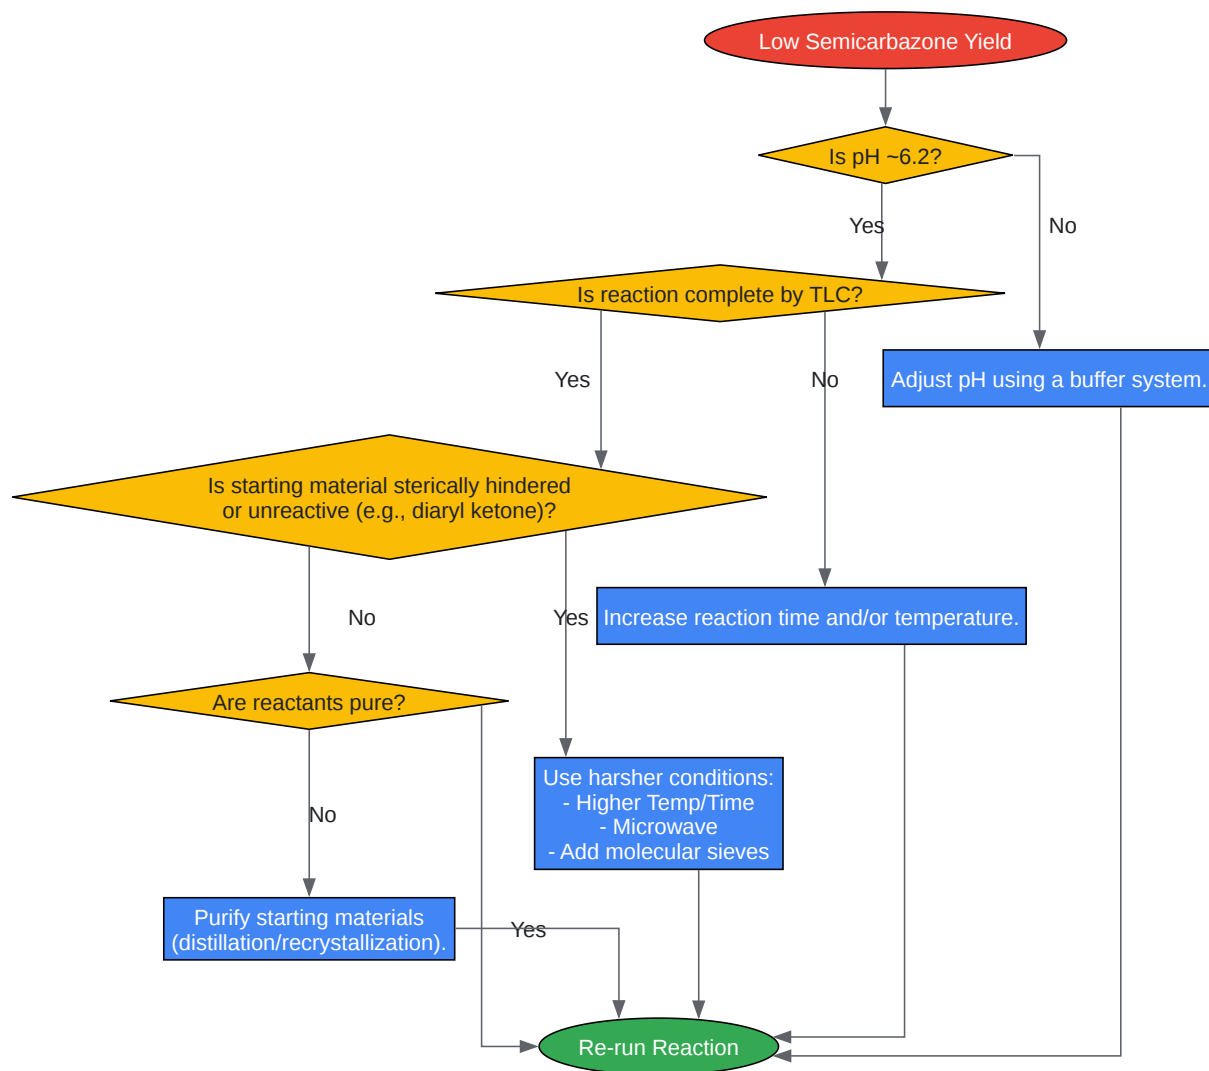 Low Semicarbazone Yield
Is pH ~6.2?
Yes
No
Is reaction complete by TLC?
Yes
No
Adjust pH using a buffer system.
Is starting material sterically hindered
or unreactive (e.g., diaryl ketone)?
No
Yes
Increase reaction time and/or temperature.
Are reactants pure?
Use harsher conditions:
- Higher Temp/Time
- Microwave
- Add molecular sieves
No
Purify starting materials
(distillation/recrystallization).
Yes
Re-run Reaction